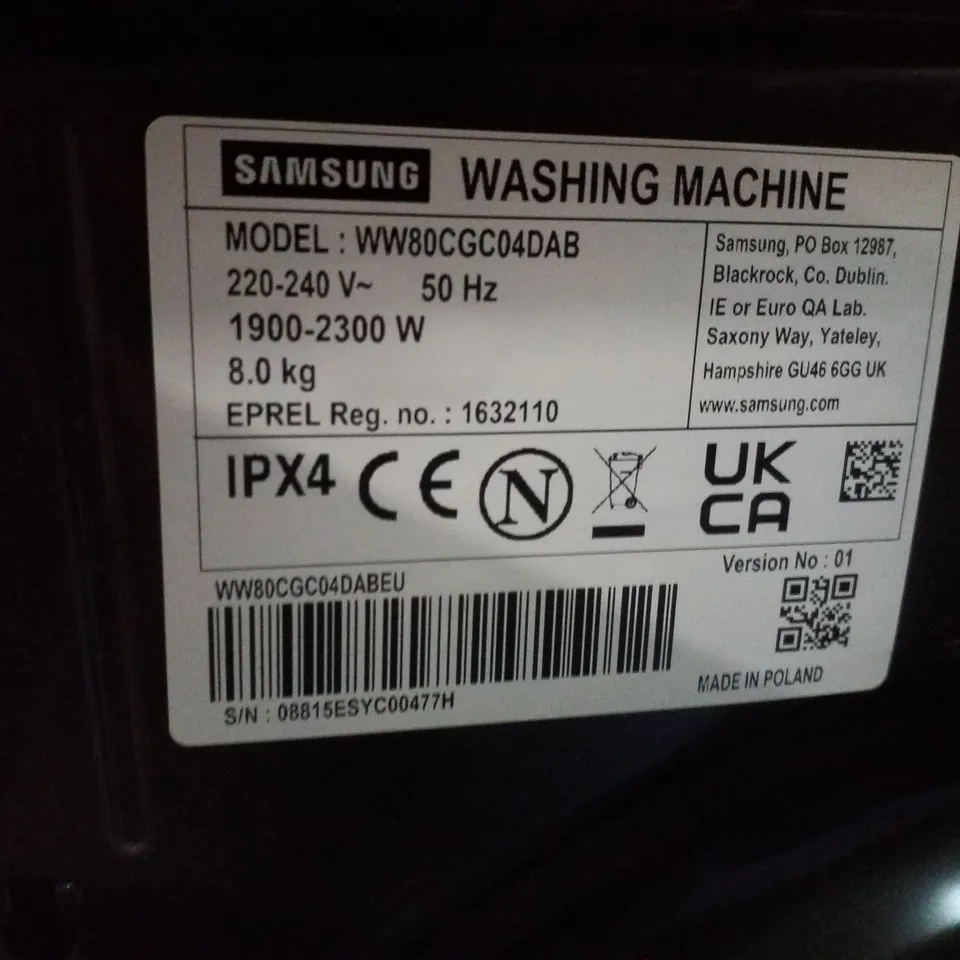 SAMSUNG WASHING MACHINE
MODEL : WW80CGC04DAB
220-240 V~ 50 Hz
1900-2300 W
8.0 kg
EPREL Reg. no. : 1632110
Samsung, PO Box 12987,
Blackrock, Co. Dublin.
IE or Euro QA Lab.
Saxony Way, Yateley,
Hampshire GU46 6GG UK
www.samsung.com
IPX4 CE N UK
CA
Version No : 01
WW80CGC04DABEU
MADE IN POLAND
S/N : 08815ESYC00477H